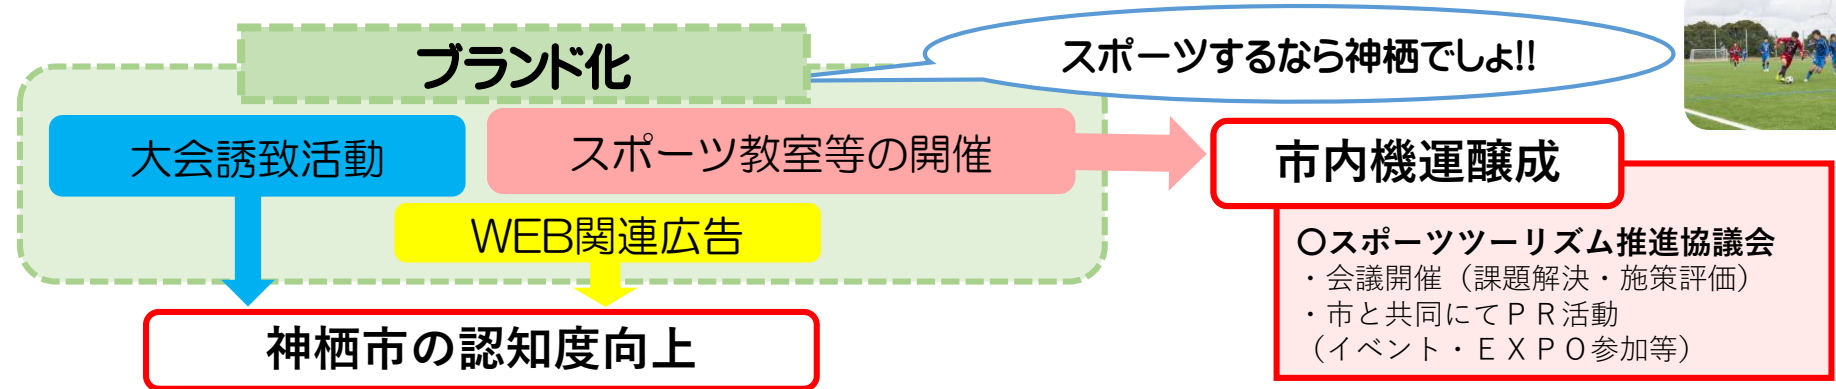 ブランド化
スポーツするなら神栖でしょ!!
大会誘致活動
スポーツ教室等の開催
WEB関連広告
神栖市の認知度向上
市内機運醸成
〇スポーツツーリズム推進協議会
・会議開催（課題解決・施策評価）
・市と共同にてＰＲ活動
（イベント・ＥＸＰＯ参加等）